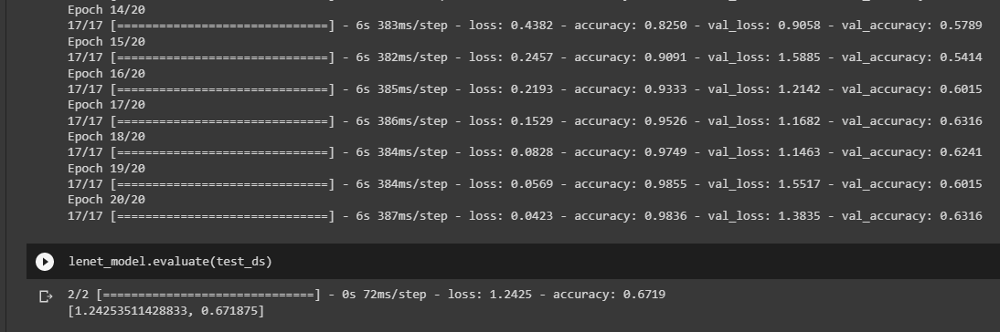 Epoch 14/20
17/17 [==============================] - 6s 383ms/step - loss: 0.4382 - accuracy: 0.8250 - val_loss: 0.9058 - val_accuracy: 0.5789
Epoch 15/20
17/17 [==============================] - 6s 382ms/step - loss: 0.2457 - accuracy: 0.9091 - val_loss: 1.5885 - val_accuracy: 0.5414
Epoch 16/20
17/17 [==============================] - 6s 385ms/step - loss: 0.2193 - accuracy: 0.9333 - val_loss: 1.2142 - val_accuracy: 0.6015
Epoch 17/20
17/17 [==============================] - 6s 386ms/step - loss: 0.1529 - accuracy: 0.9526 - val_loss: 1.1682 - val_accuracy: 0.6316
Epoch 18/20
17/17 [==============================] - 6s 384ms/step - loss: 0.0828 - accuracy: 0.9749 - val_loss: 1.1463 - val_accuracy: 0.6241
Epoch 19/20
17/17 [==============================] - 6s 384ms/step - loss: 0.0569 - accuracy: 0.9855 - val_loss: 1.5517 - val_accuracy: 0.6015
Epoch 20/20
17/17 [==============================] - 6s 387ms/step - loss: 0.0423 - accuracy: 0.9836 - val_loss: 1.3835 - val_accuracy: 0.6316
lenet_model.evaluate(test_ds)
2/2 [==============================] - 0s 72ms/step - loss: 1.2425 - accuracy: 0.6719
[1.24253511428833, 0.671875]